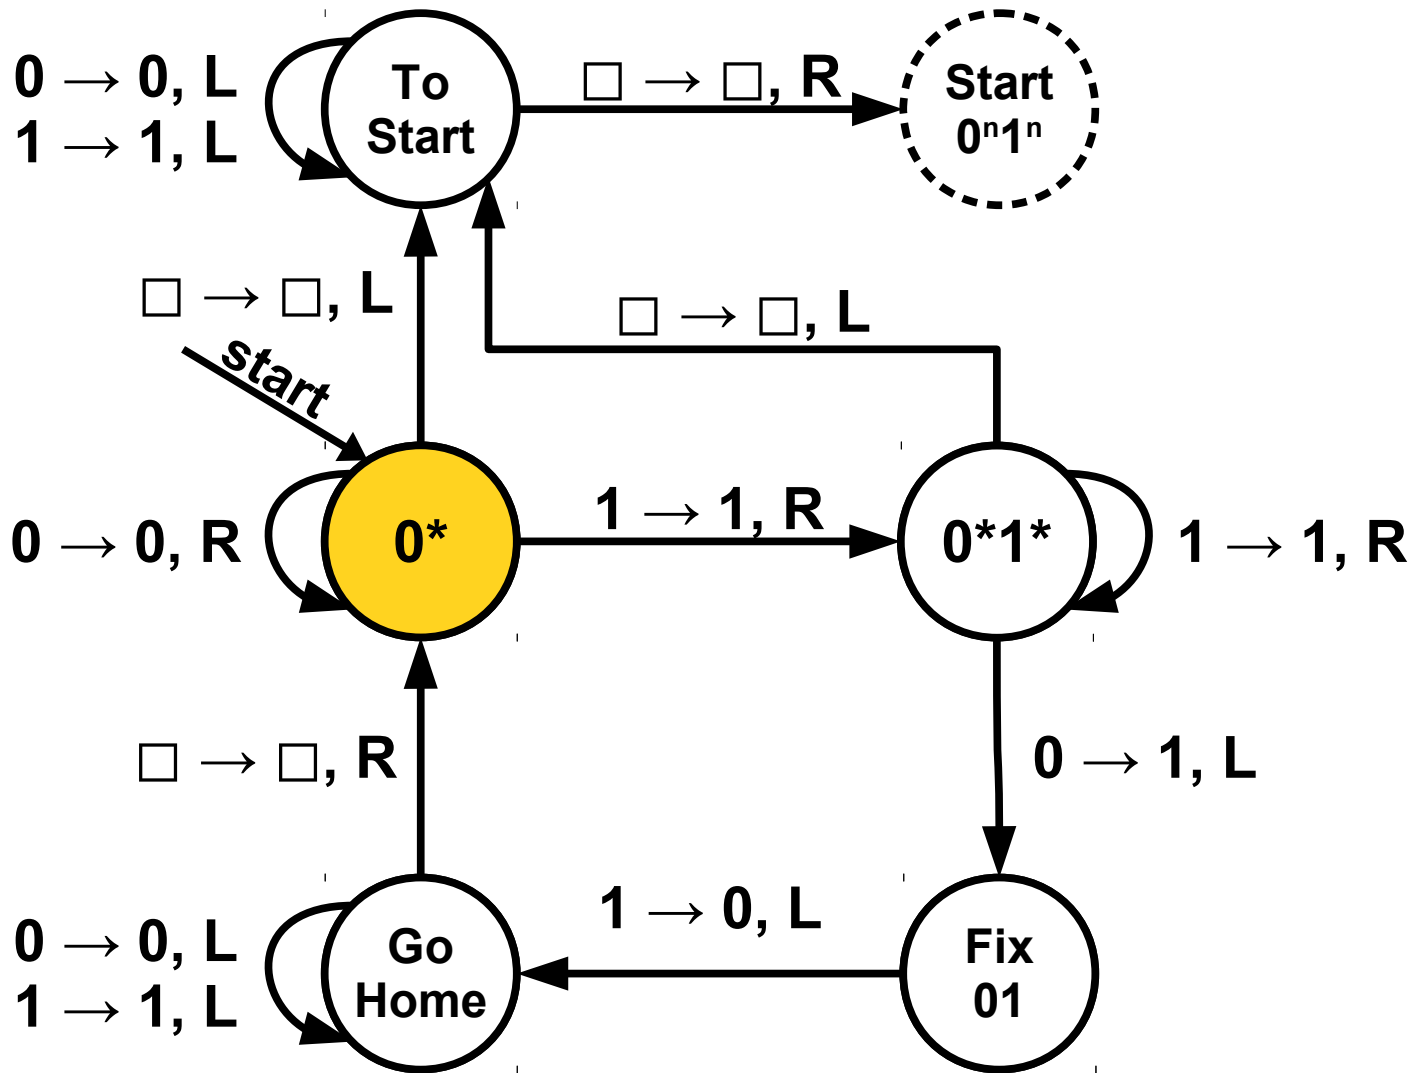 0 → 0, L
1 → 1, L
To
Start
□ → □, R
Start
0ⁿ1ⁿ
□ → □, L
□ → □, L
start
0 → 0, R
0*
1 → 1, R
0*1*
1 → 1, R
□ → □, R
0 → 1, L
0 → 0, L
1 → 1, L
Go
Home
1 → 0, L
Fix
01